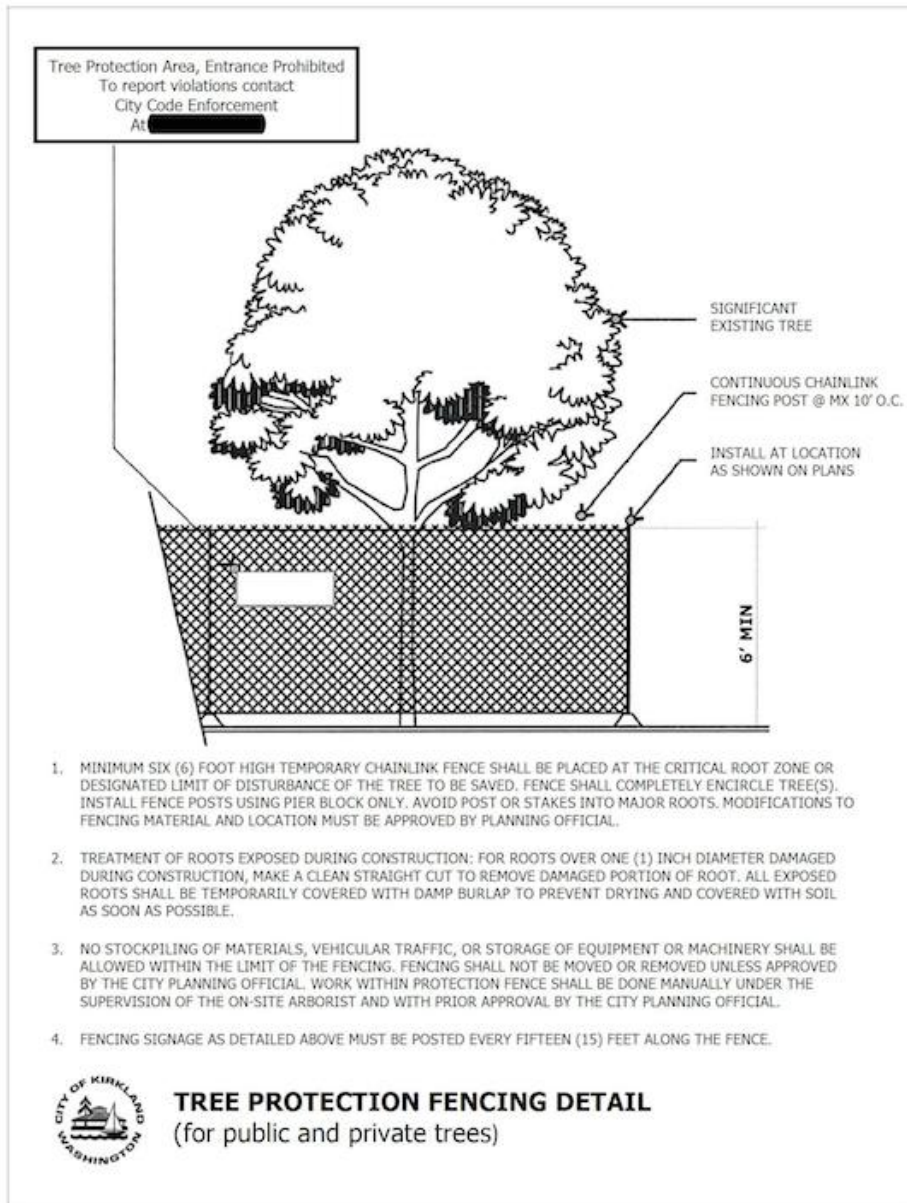 Tree Protection Area, Entrance Prohibited
To report violations contact
City Code Enforcement
At
SIGNIFICANT
EXISTING TREE
CONTINUOUS CHAINLINK
FENCING POST @ MX 10' O.C.
INSTALL AT LOCATION
AS SHOWN ON PLANS
6' MIN
1. MINIMUM SIX (6) FOOT HIGH TEMPORARY CHAINLINK FENCE SHALL BE PLACED AT THE CRITICAL ROOT ZONE OR
DESIGNATED LIMIT OF DISTURBANCE OF THE TREE TO BE SAVED. FENCE SHALL COMPLETELY ENCIRCLE TREE(S).
INSTALL FENCE POSTS USING PIER BLOCK ONLY. AVOID POST OR STAKES INTO MAJOR ROOTS. MODIFICATIONS TO
FENCING MATERIAL AND LOCATION MUST BE APPROVED BY PLANNING OFFICIAL.
2. TREATMENT OF ROOTS EXPOSED DURING CONSTRUCTION: FOR ROOTS OVER ONE (1) INCH DIAMETER DAMAGED
DURING CONSTRUCTION, MAKE A CLEAN STRAIGHT CUT TO REMOVE DAMAGED PORTION OF ROOT. ALL EXPOSED
ROOTS SHALL BE TEMPORARILY COVERED WITH DAMP BURLAP TO PREVENT DRYING AND COVERED WITH SOIL
AS SOON AS POSSIBLE.
3. NO STOCKPILING OF MATERIALS, VEHICULAR TRAFFIC, OR STORAGE OF EQUIPMENT OR MACHINERY SHALL BE
ALLOWED WITHIN THE LIMIT OF THE FENCING. FENCING SHALL NOT BE MOVED OR REMOVED UNLESS APPROVED
BY THE CITY PLANNING OFFICIAL. WORK WITHIN PROTECTION FENCE SHALL BE DONE MANUALLY UNDER THE
SUPERVISION OF THE ON-SITE ARBORIST AND WITH PRIOR APPROVAL BY THE CITY PLANNING OFFICIAL.
4. FENCING SIGNAGE AS DETAILED ABOVE MUST BE POSTED EVERY FIFTEEN (15) FEET ALONG THE FENCE.
CITY OF KIRKLAND
WASHINGTON
TREE PROTECTION FENCING DETAIL
(for public and private trees)